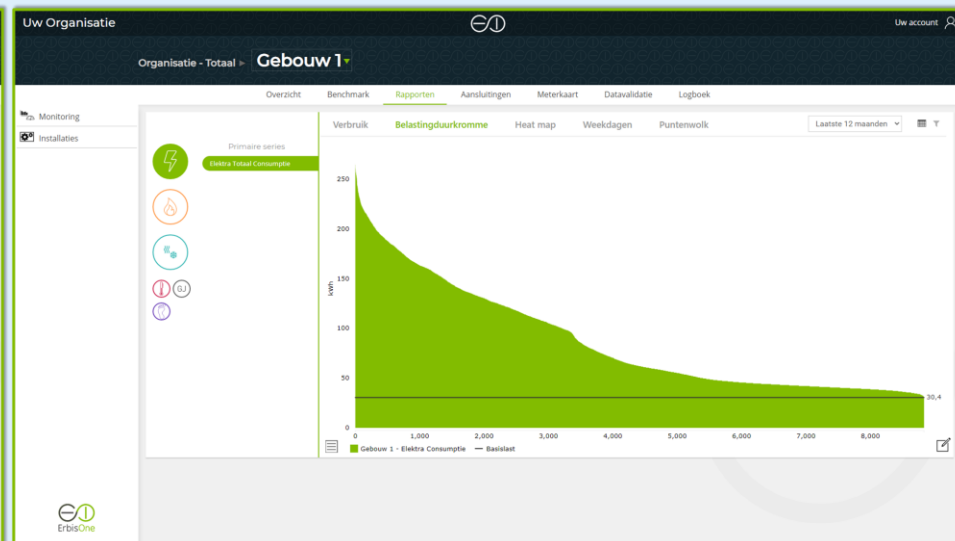 Uw Organisatie
Uw account
Organisatie - Totaal ▸ Gebouw 1
Overzicht Benchmark Rapporten Aansluitingen Meterkaart Datavalidatie Logboek
Monitoring
Installaties
Verbruik Belastingduurkromme Heat map Weekdagen Puntenwolk Laatste 12 maanden
Primaire series
Elektra Totaal Consumptie
GJ
kWh
250
200
150
100
50
0
30,4
0 1,000 2,000 3,000 4,000 5,000 6,000 7,000 8,000
Gebouw 1 - Elektra Consumptie — Basislast
ErbisOne